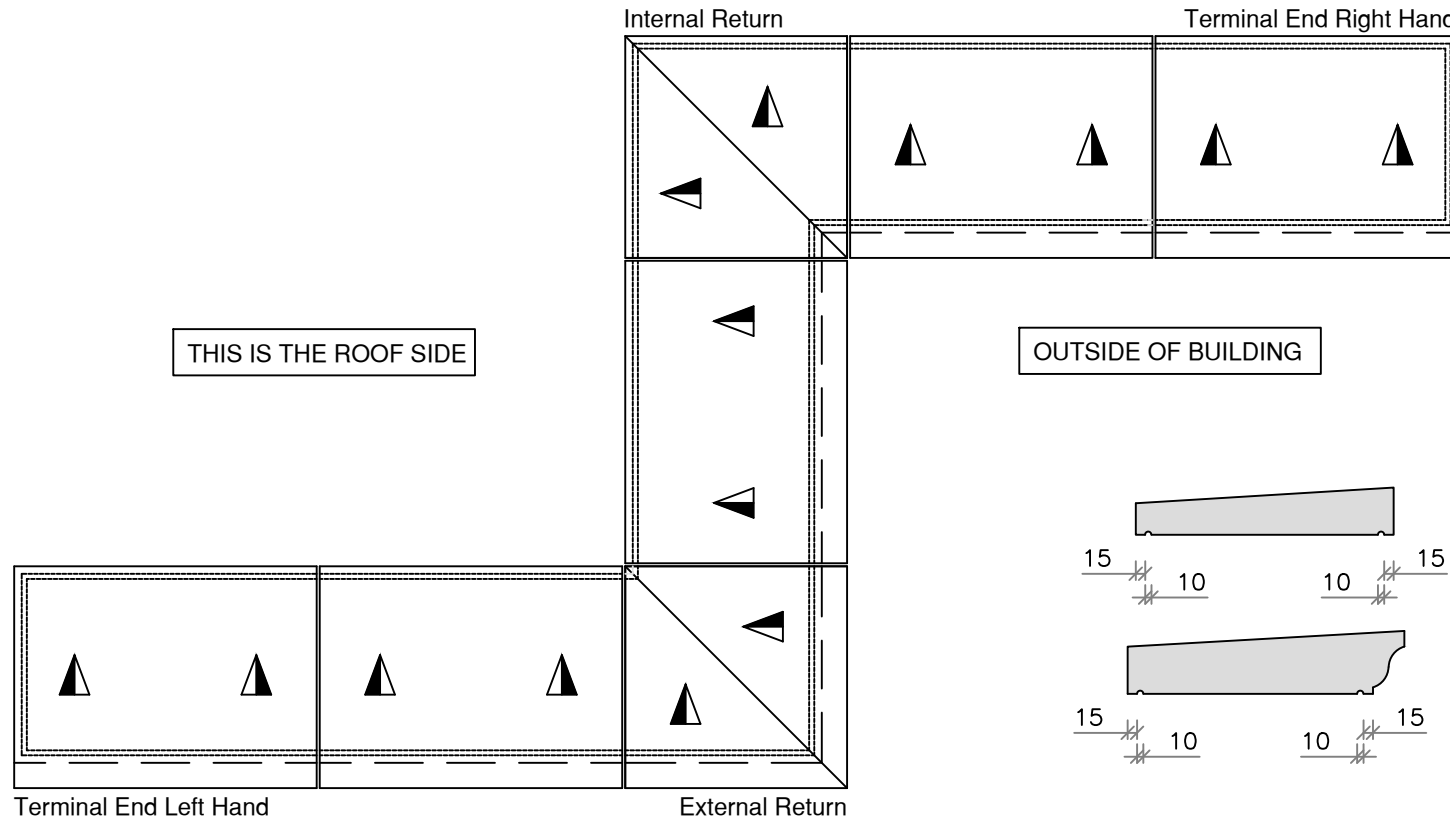 Internal Return
Terminal End Right Hand
THIS IS THE ROOF SIDE
OUTSIDE OF BUILDING
15
15
10
10
15
15
10
10
Terminal End Left Hand
External Return